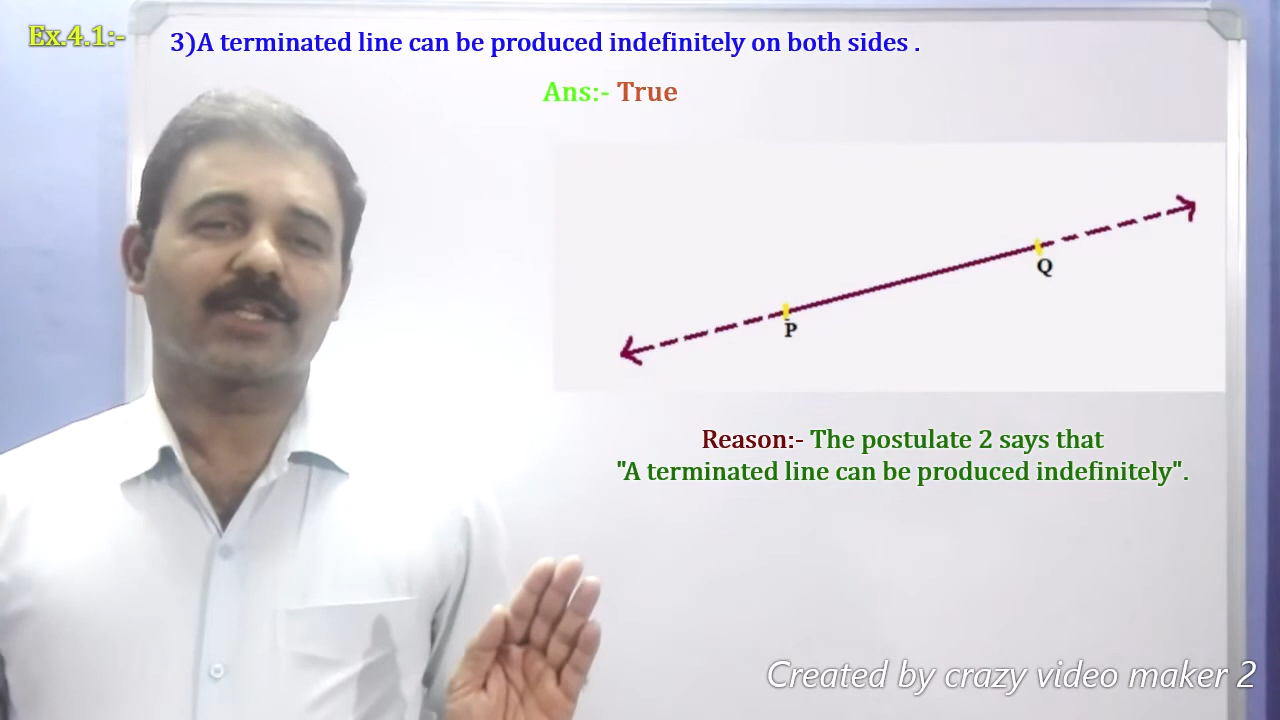 Ex.4.1:-
3)A terminated line can be produced indefinitely on both sides .
Ans:- True
Q
P
Reason:- The postulate 2 says that
"A terminated line can be produced indefinitely".
Created by crazy video maker 2